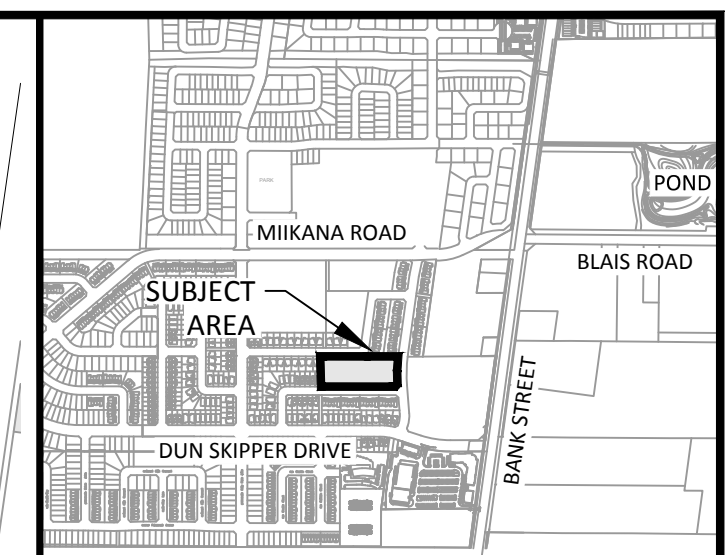 PARK
POND
MIIKANA ROAD
BLAIS ROAD
SUBJECT
AREA
BANK STREET
DUN SKIPPER DRIVE